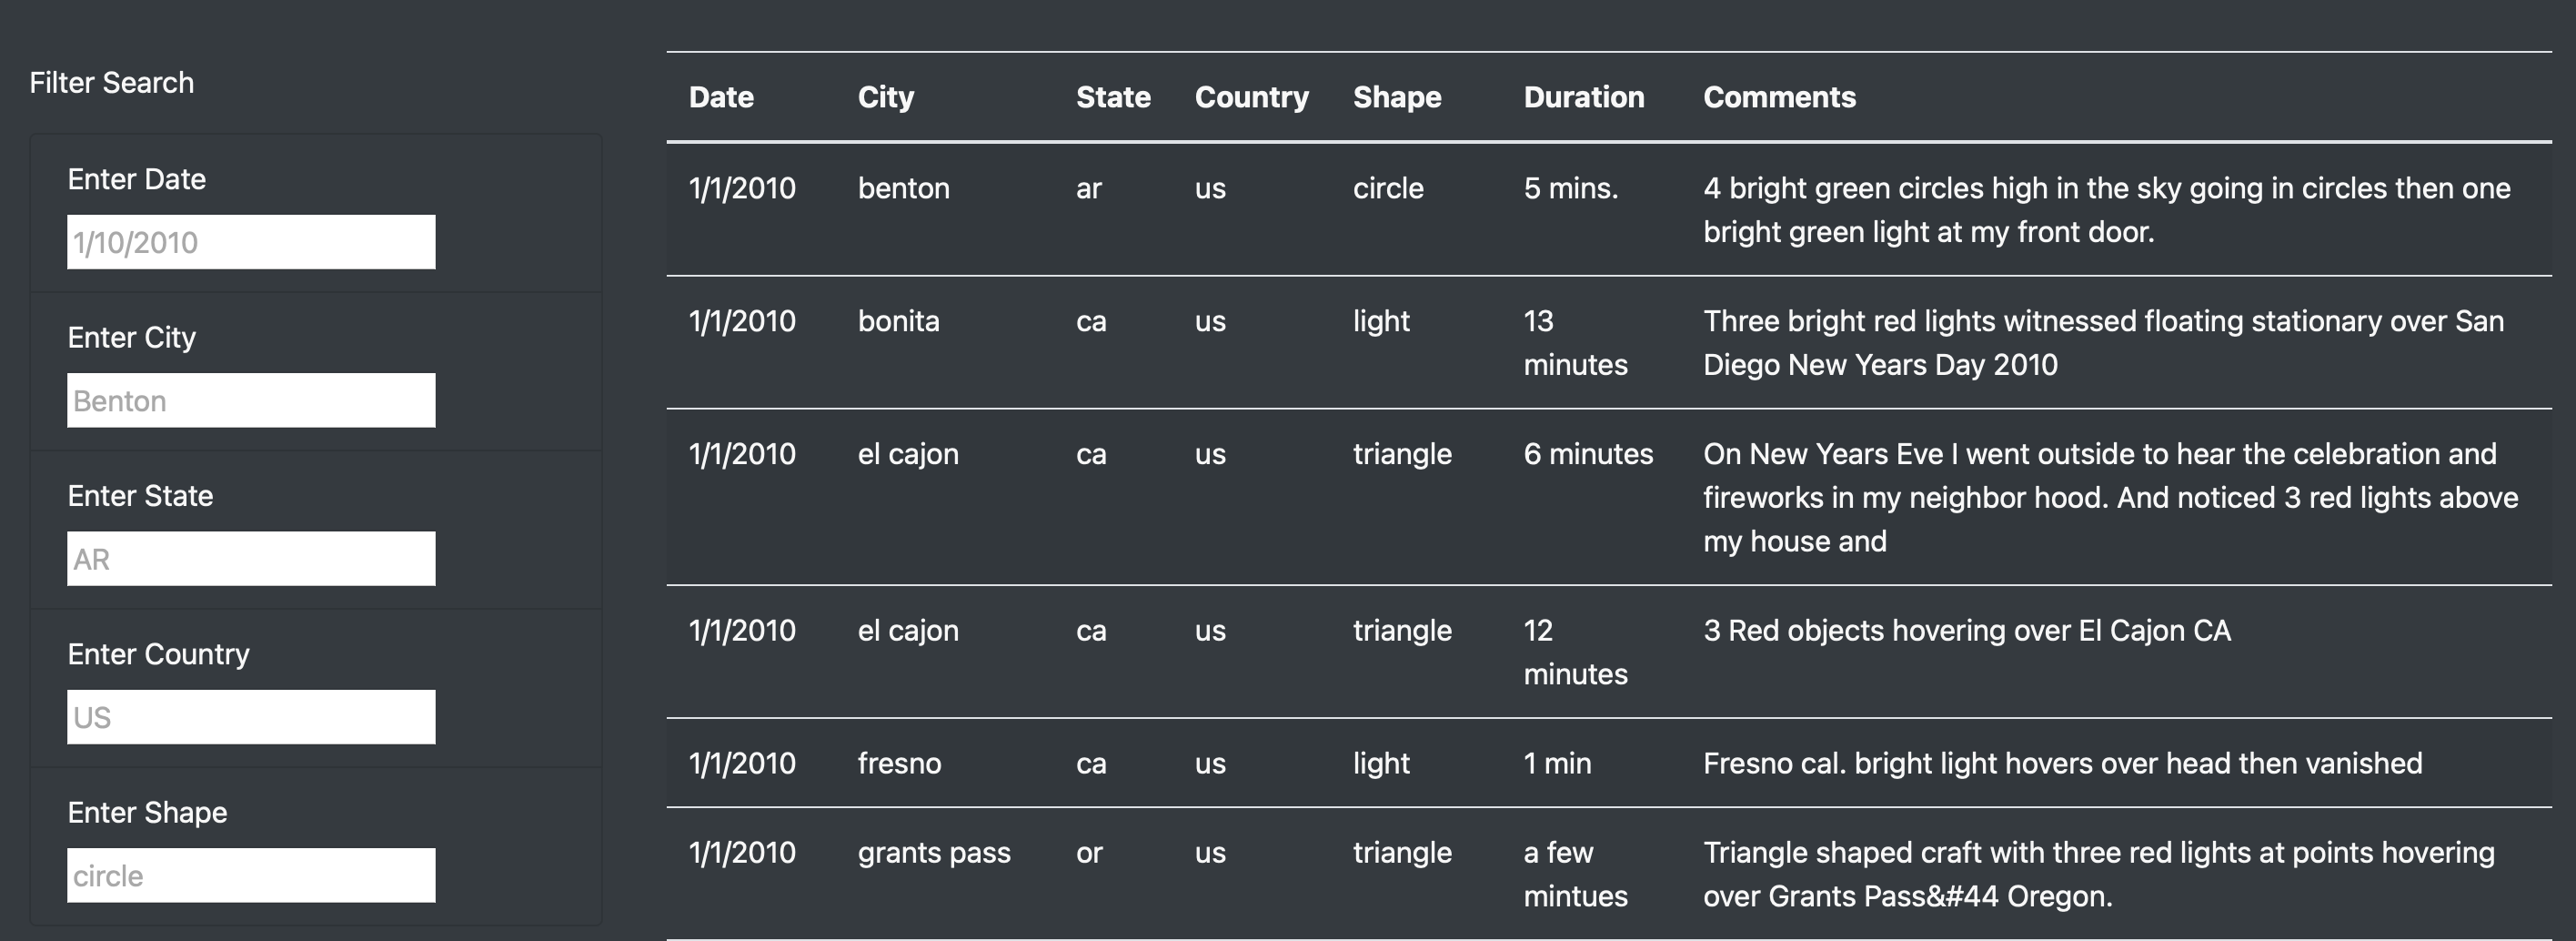 Filter Search
Enter Date
1/10/2010
Enter City
Benton
Enter State
AR
Enter Country
US
Enter Shape
circle
Date City State Country Shape Duration Comments
1/1/2010 benton ar us circle 5 mins. 4 bright green circles high in the sky going in circles then one
bright green light at my front door.
1/1/2010 bonita ca us light 13 Three bright red lights witnessed floating stationary over San
minutes Diego New Years Day 2010
1/1/2010 el cajon ca us triangle 6 minutes On New Years Eve I went outside to hear the celebration and
fireworks in my neighbor hood. And noticed 3 red lights above
my house and
1/1/2010 el cajon ca us triangle 12 3 Red objects hovering over El Cajon CA
minutes
1/1/2010 fresno ca us light 1 min Fresno cal. bright light hovers over head then vanished
1/1/2010 grants pass or us triangle a few Triangle shaped craft with three red lights at points hovering
mintues over Grants Pass&#44 Oregon.